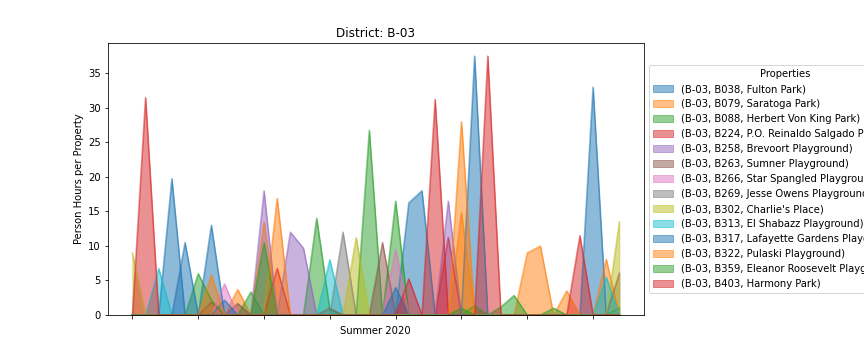 District: B-03
Person Hours per Property
35
30
25
20
15
10
5
0
Summer 2020
Properties
(B-03, B038, Fulton Park)
(B-03, B079, Saratoga Park)
(B-03, B088, Herbert Von King Park)
(B-03, B224, P.O. Reinaldo Salgado P
(B-03, B258, Brevoort Playground)
(B-03, B263, Sumner Playground)
(B-03, B266, Star Spangled Playgrou
(B-03, B269, Jesse Owens Playground
(B-03, B302, Charlie's Place)
(B-03, B313, El Shabazz Playground)
(B-03, B317, Lafayette Gardens Play
(B-03, B322, Pulaski Playground)
(B-03, B359, Eleanor Roosevelt Playg
(B-03, B403, Harmony Park)